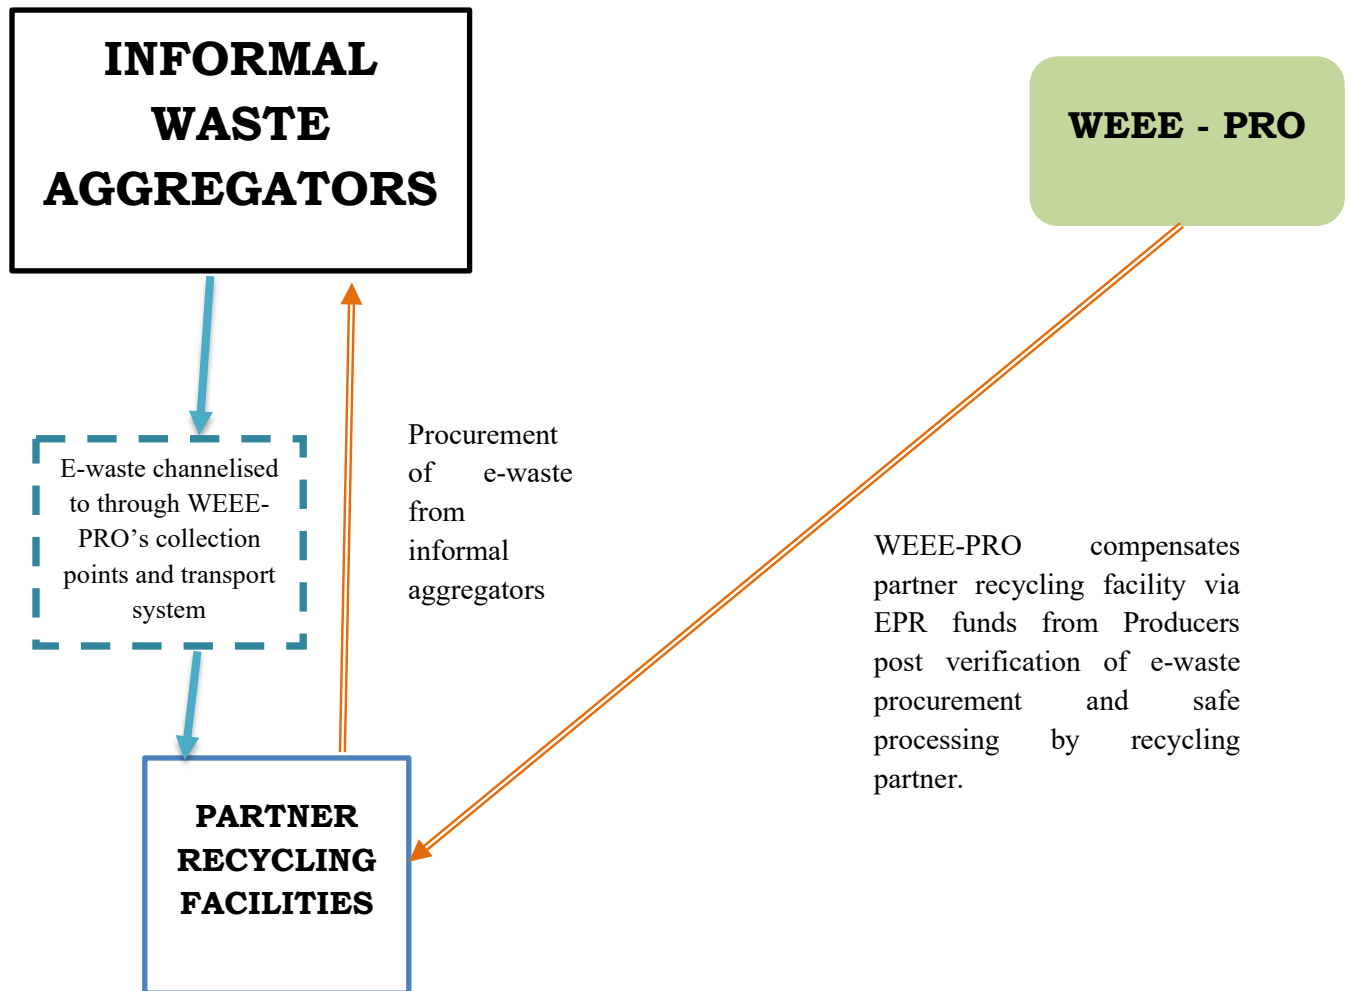 INFORMAL
WASTE
AGGREGATORS
WEEE - PRO
E-waste channelised
to through WEEE-
PRO’s collection
points and transport
system
Procurement
of e-waste
from
informal
aggregators
WEEE-PRO compensates
partner recycling facility via
EPR funds from Producers
post verification of e-waste
procurement and safe
processing by recycling
partner.
PARTNER
RECYCLING
FACILITIES